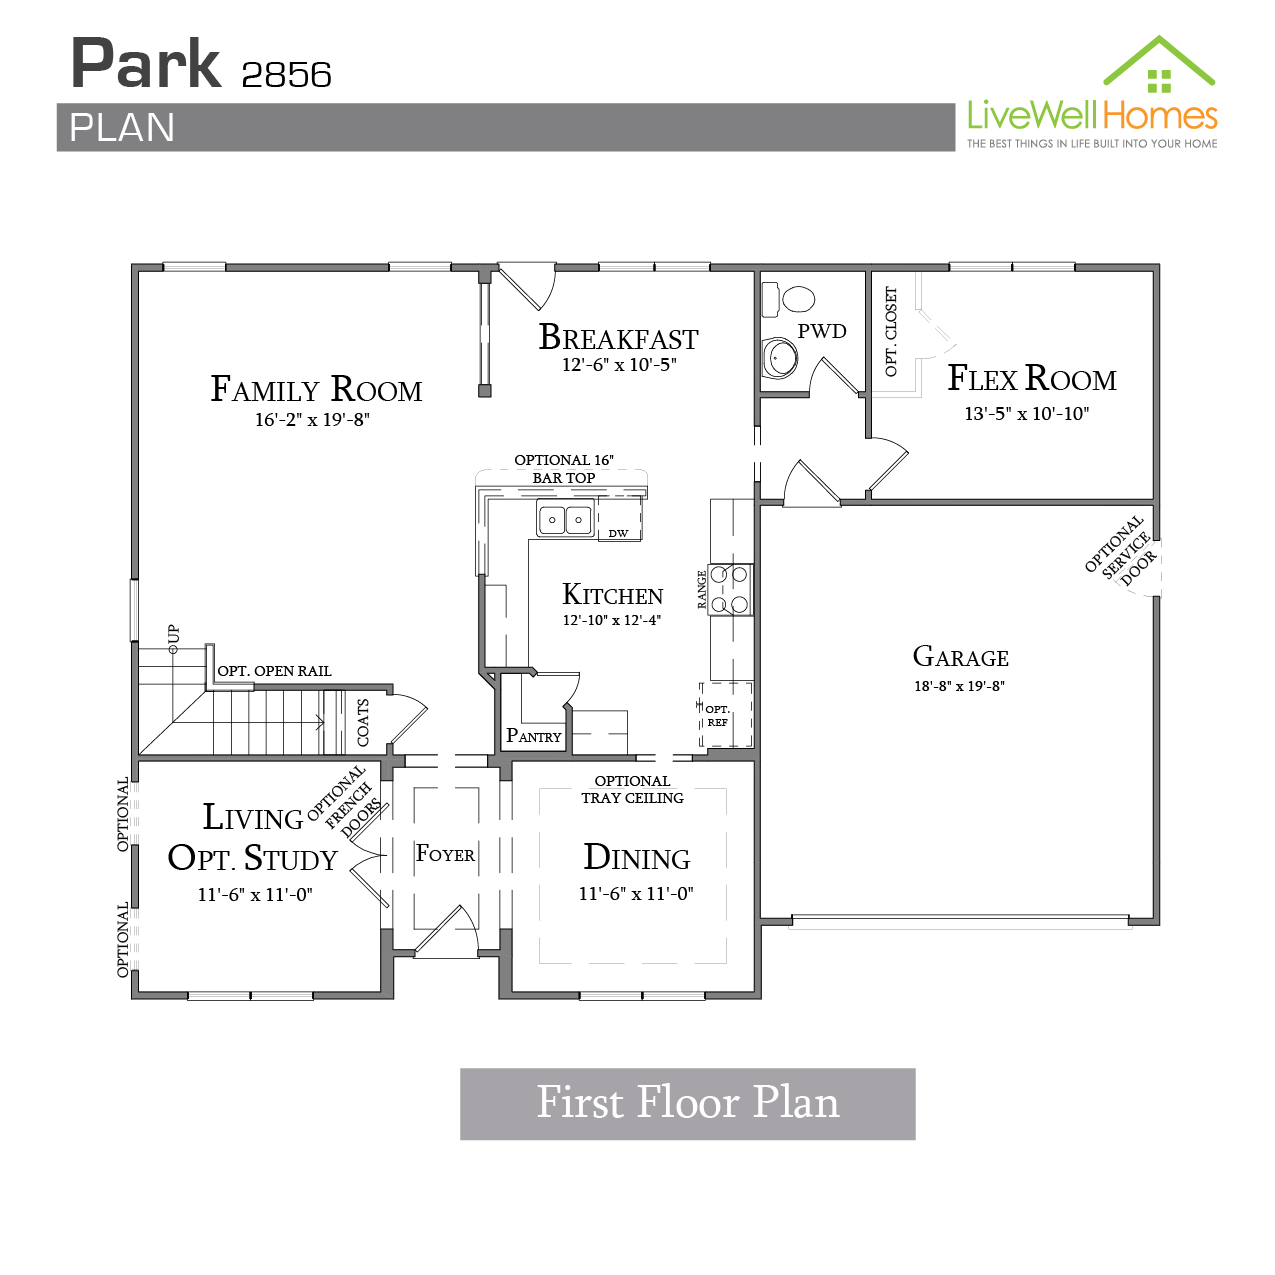 Park 2856
PLAN
LiveWellHomes
THE BEST THINGS IN LIFE BUILT INTO YOUR HOME
BREAKFAST
12'-6" x 10'-5"
PWD
OPT. CLOSET
FLEX ROOM
13'-5" x 10'-10"
FAMILY ROOM
16'-2" x 19'-8"
OPTIONAL 16"
BAR TOP
DW
KITCHEN
12'-10" x 12'-4"
RANGE
OPTIONAL
SERVICE
DOOR
GARAGE
18'-8" x 19'-8"
UP
OPT. OPEN RAIL
COATS
OPT.
REF
PANTRY
OPTIONAL
OPTIONAL
FRENCH
DOORS
LIVING
OPT. STUDY
11'-6" x 11'-0"
FOYER
OPTIONAL
TRAY CEILING
DINING
11'-6" x 11'-0"
OPTIONAL
First Floor Plan